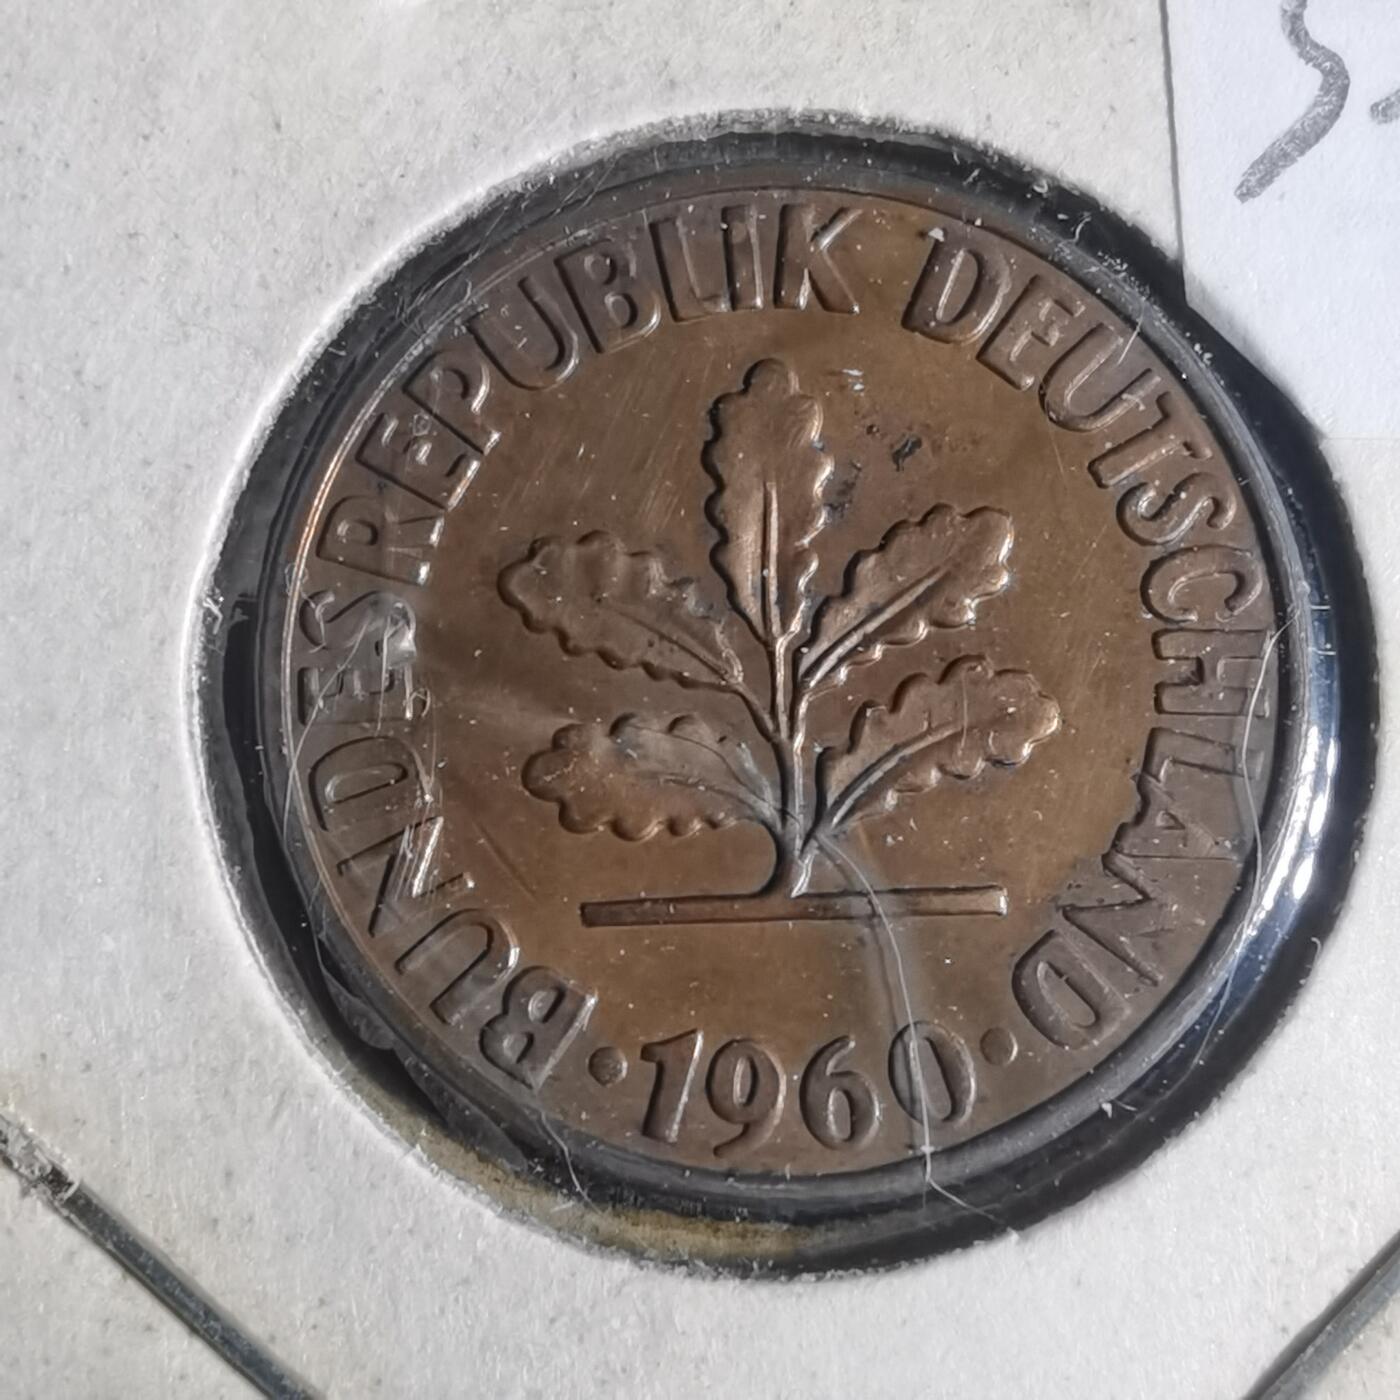 BUNDESREPUBLIK DEUTSCHLAND
· 1960 ·